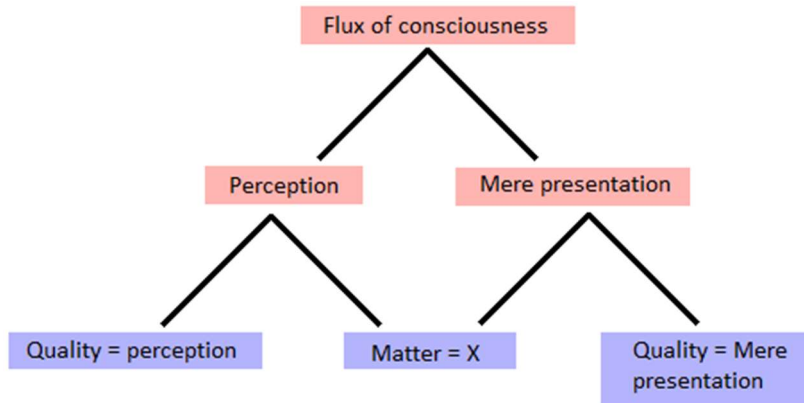 Flux of consciousness
Perception
Mere presentation
Quality = perception
Matter = X
Quality = Mere
presentation